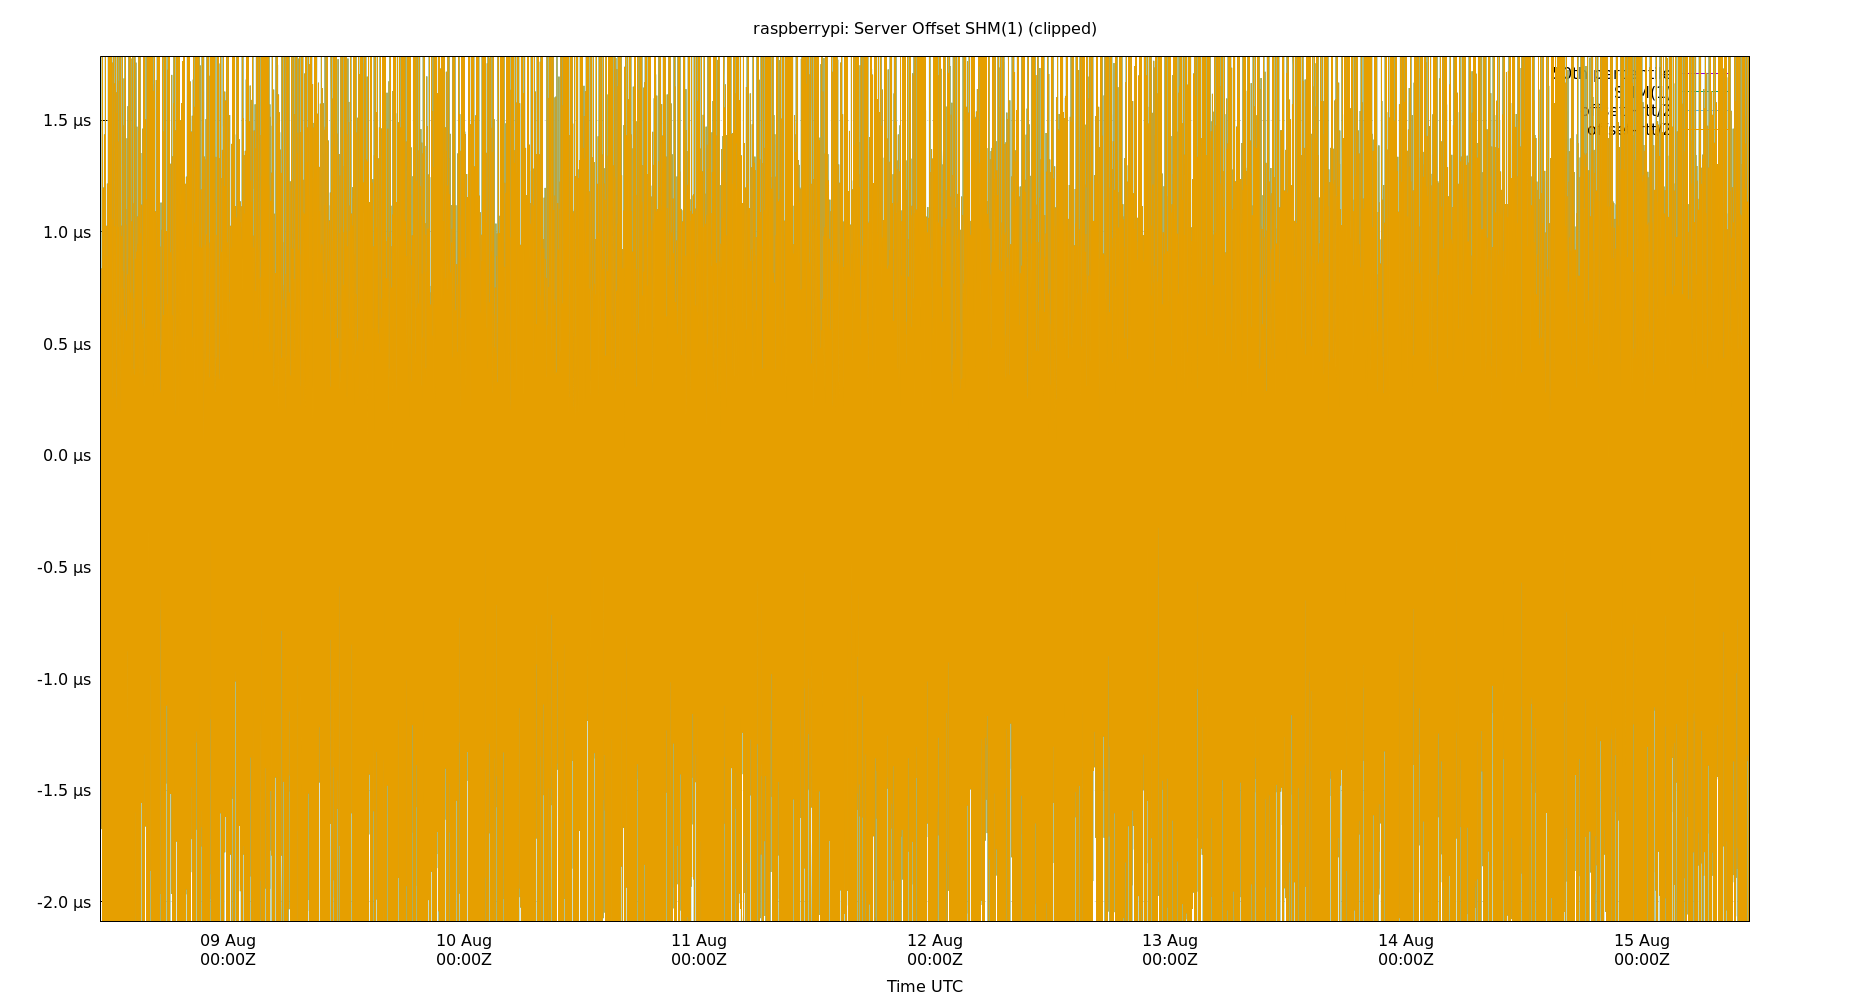 raspberrypi: Server Offset SHM(1) (clipped)
SHM(1)
1.5 µs
1.0 µs
0.5 µs
0.0 µs
-0.5 µs
-1.0 µs
-1.5 µs
-2.0 µs
09 Aug 10 Aug 11 Aug 12 Aug 13 Aug 14 Aug 15 Aug
00:00Z 00:00Z 00:00Z 00:00Z 00:00Z 00:00Z 00:00Z
Time UTC